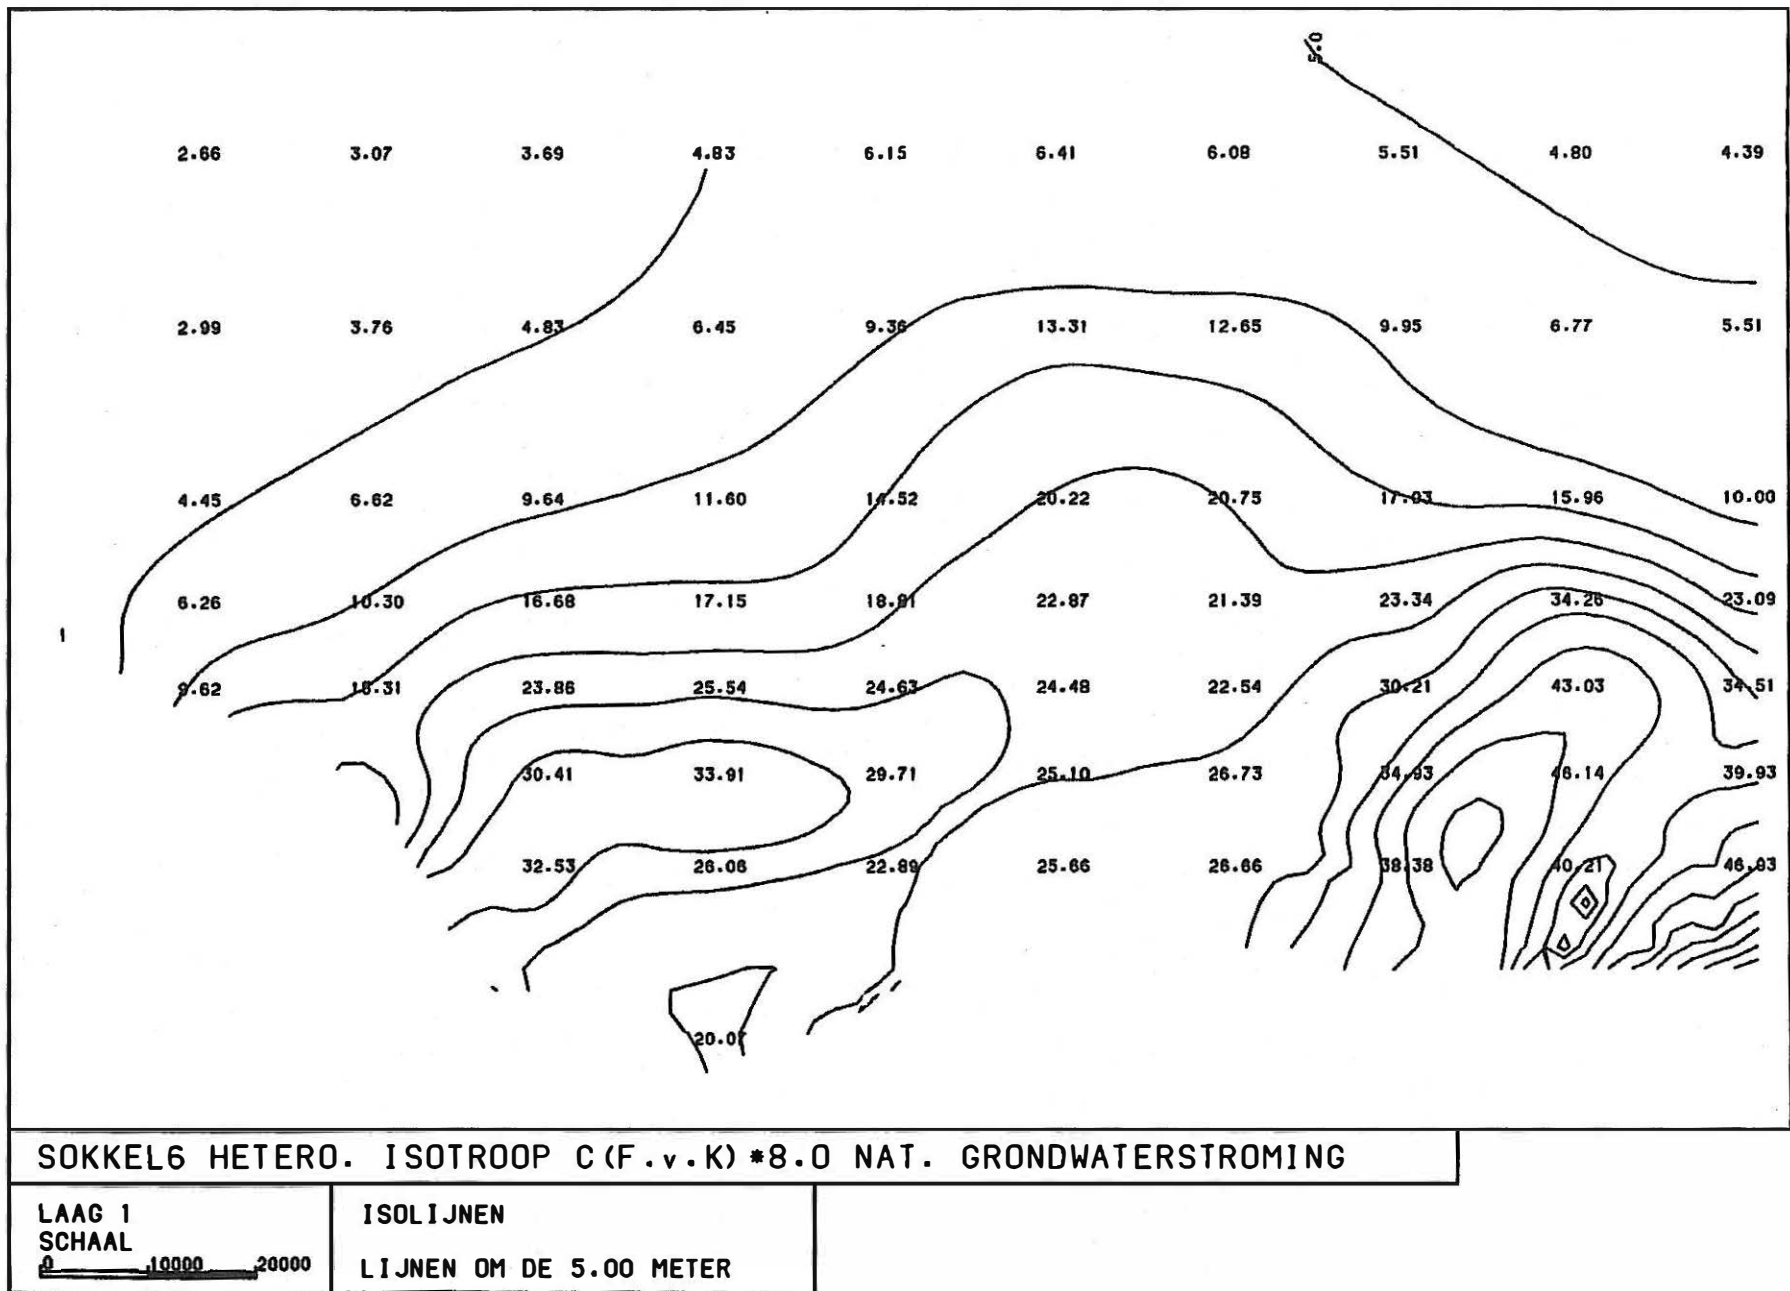 5.0
2.66 3.07 3.69 4.83 6.15 6.41 6.08 5.51 4.80 4.39
2.99 3.76 4.83 6.45 9.36 13.31 12.65 9.95 6.77 5.51
4.45 6.62 9.64 11.60 14.52 20.22 20.75 17.03 15.96 10.00
6.26 10.30 16.68 17.15 18.81 22.87 21.39 23.34 34.26 23.09
1
9.62 15.31 23.86 25.54 24.63 24.48 22.54 30.21 43.03 34.51
30.41 33.91 29.71 25.10 26.73 34.93 46.14 39.93
32.53 26.06 22.89 25.66 26.66 38.38 40.21 46.93
20.07
SOKKEL6 HETERO. ISOTROOP C(F.v.K)*8.0 NAT. GRONDWATERSTROMING
LAAG 1
SCHAAL
0 10000 20000
ISOLIJNEN
LIJNEN OM DE 5.00 METER